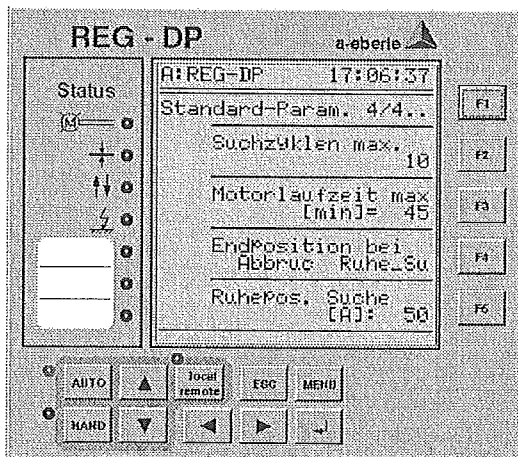 REG - DP
a-eberle
Status
M
A:REG-DP 17:06:37
Standard-Param. 4/4..
Suchzyklen max.
10
Motorlaufzeit max
[min]= 45
EndPosition bei
Abbruc Ruhe_Su
RuhePos. Suche
[A]: 50
F1
F2
F3
F4
F5
AUTO
local
remote
ESC
MENU
HAND